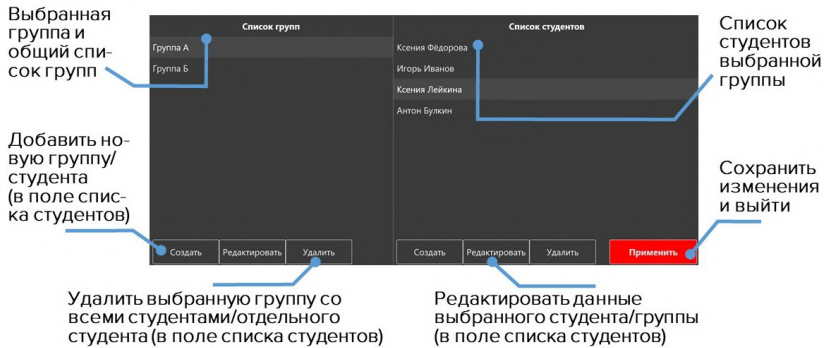 Выбранная
группа и
общий спи-
сок групп
Список групп
Группа А
Группа Б
Список студентов
Ксения Фёдорова
Игорь Иванов
Ксения Лейкина
Антон Булкин
Список
студентов
выбранной
группы
Добавить но-
вую группу/
студента
(в поле спис-
ка студентов)
Сохранить
изменения
и выйти
Создать
Редактировать
Удалить
Создать
Редактировать
Удалить
Применить
Удалить выбранную группу со
всеми студентами/отдельного
студента (в поле списка студентов)
Редактировать данные
выбранного студента/группы
(в поле списка студентов)